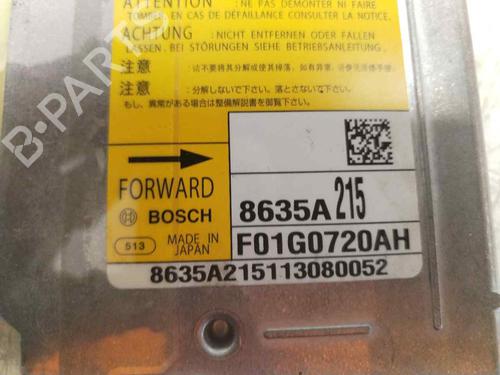 ATTENTION : NE PAS DÉMONTER NI FAIRE
TOMBER. EN CAS DE DÉFAILLANCE CONSULTER LA NOTICE.
ACHTUNG : NICHT ENTFERNEN ODER FALLEN
LASSEN. BEI STÖRUNGEN SIEHE BETRIEBSANLEITUNG.
注意
注意 : 分解しないで下さい。落とさないで下さい。
もし、異常がある場合は整備解説書を御覧下さい。
FORWARD
BOSCH
513 MADE IN
JAPAN
8635A215
F01G0720AH
8635A215113080052
B-PARTS